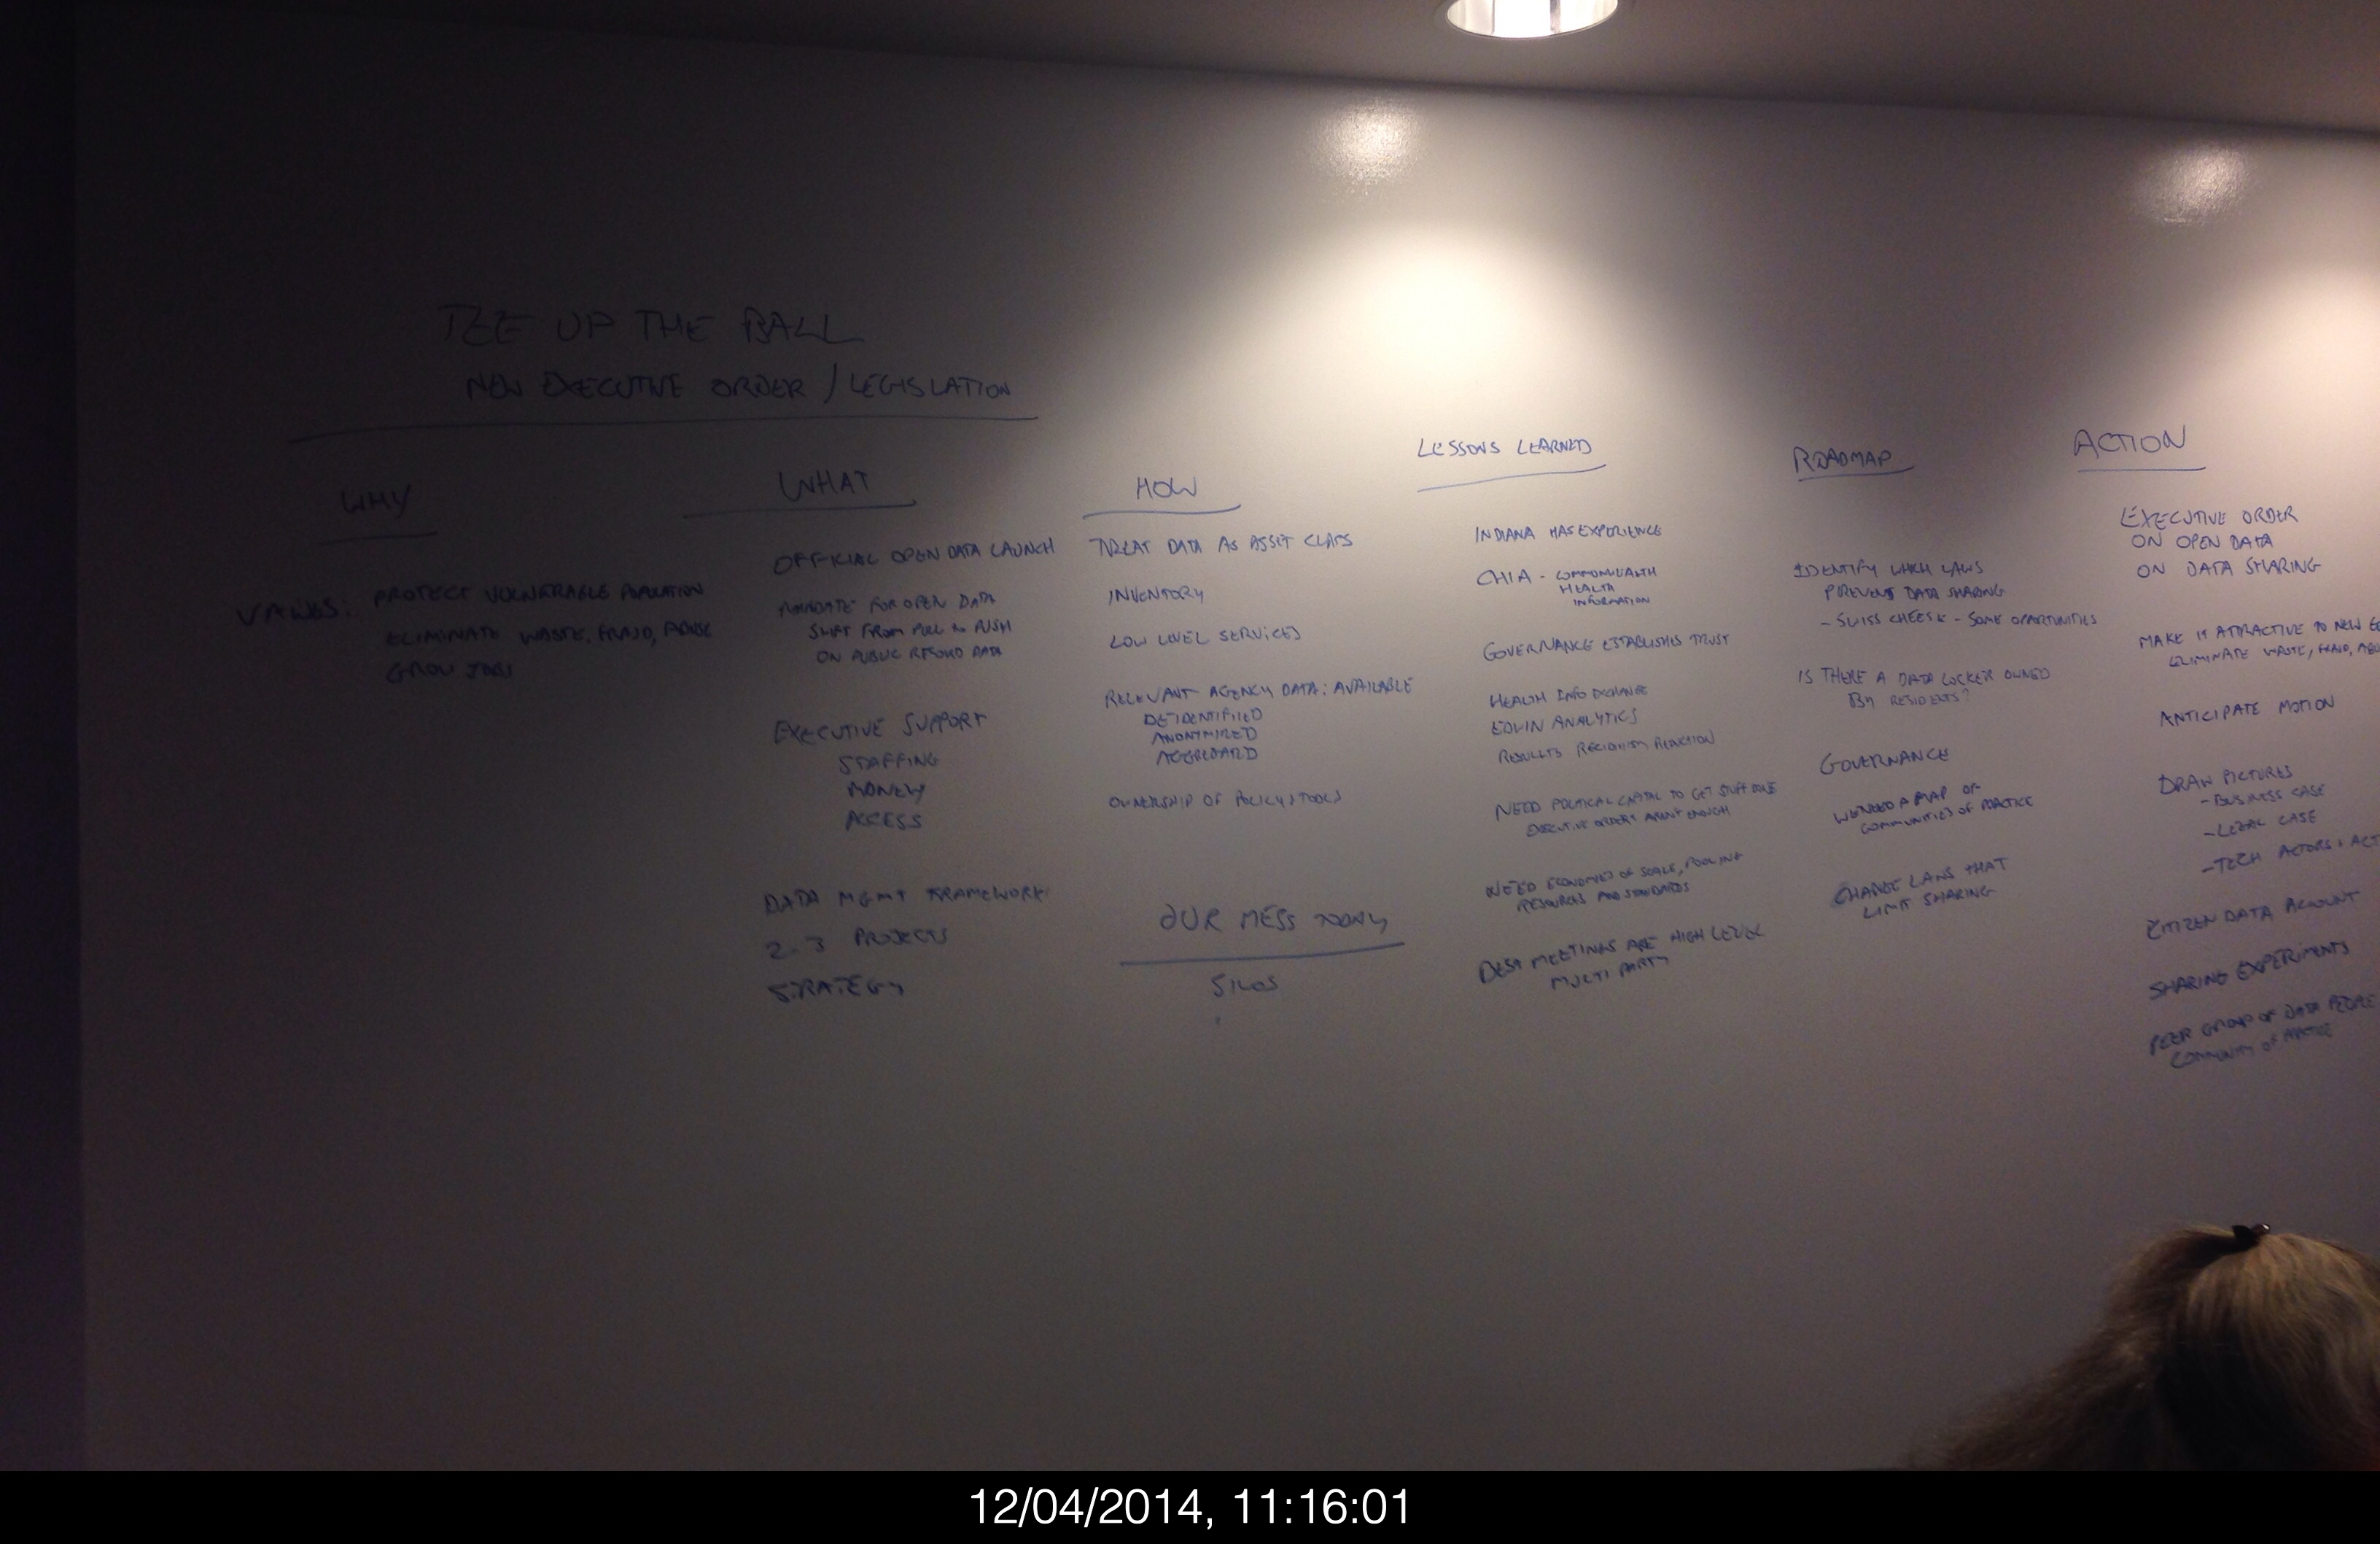 TEE UP THE BALL
NEW EXECUTIVE ORDER / LEGISLATION
WHY
VALUES:
PROTECT VULNERABLE POPULATION
ELIMINATE WASTE, FRAUD, ABUSE
GROW JOBS
WHAT
OFFICIAL OPEN DATA LAUNCH
MANDATE FOR OPEN DATA
SHIFT FROM PULL to PUSH
ON PUBLIC RECORD DATA
EXECUTIVE SUPPORT
STAFFING
MONEY
ACCESS
DATA MGMT FRAMEWORK
2-3 PROJECTS
STRATEGY
HOW
TREAT DATA AS ASSET CLASS
INVENTORY
LOW LEVEL SERVICES
RELEVANT AGENCY DATA: AVAILABLE
DEIDENTIFIED
ANONYMIZED
OWNERSHIP OF POLICY & TOOLS
OUR MESS TODAY
SILOS
LESSONS LEARNED
INDIANA HAS EXPERIENCE
CHIA - COMMONWEALTH
HEALTH
INFORMATION
GOVERNANCE ESTABLISHES TRUST
HEALTH INFO EXCHANGE
EDWIN ANALYTICS
RESULTS RECIDIVISM REDUCTION
NEED POLITICAL CAPITAL TO GET STUFF DONE
EXECUTIVE ORDERS ARENT ENOUGH
NEED ECONOMIES OF SCALE, POOLING
RESOURCES AND STANDARDS
BEST MEETINGS ARE HIGH LEVEL
MULTI PARTY
ROADMAP
IDENTIFY WHICH LAWS
PREVENT DATA SHARING
- SWISS CHEESE - SOME OPPORTUNITIES
IS THERE A DATA LOCKER OWNED
BY RESIDENTS?
GOVERNANCE
WE NEED A MAP OF
COMMUNITIES OF PRACTICE
CHANGE LAWS THAT
LIMIT SHARING
ACTION
EXECUTIVE ORDER
ON OPEN DATA
ON DATA SHARING
MAKE IT ATTRACTIVE TO NEW
ELIMINATE WASTE, FRAUD,
ANTICIPATE MOTION
DRAW PICTURES
- BUSINESS CASE
- LEGAL CASE
- TECH ACTORS +
CITIZEN DATA ACCOUNT
SHARING EXPERIMENTS
PEER GROUP OF DATA PEOPLE
COMMUNITY OF PRACTICE
12/04/2014, 11:16:01